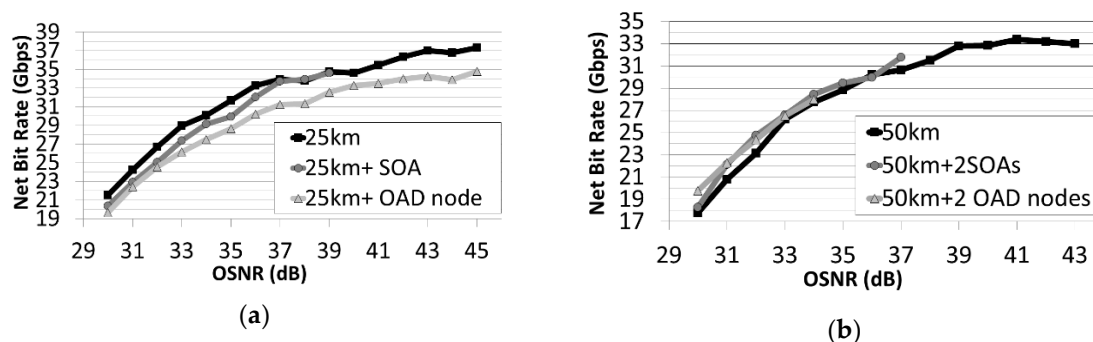 (a)
Net Bit Rate (Gbps)
39
37
35
33
31
29
27
25
23
21
19
25km
25km+ SOA
25km+ OAD node
29 31 33 35 37 39 41 43 45
OSNR (dB)
(a)
Net Bit Rate (Gbps)
35
33
31
29
27
25
23
21
19
17
50km
50km+2SOAs
50km+2 OAD nodes
29 31 33 35 37 39 41 43
OSNR (dB)
(b)